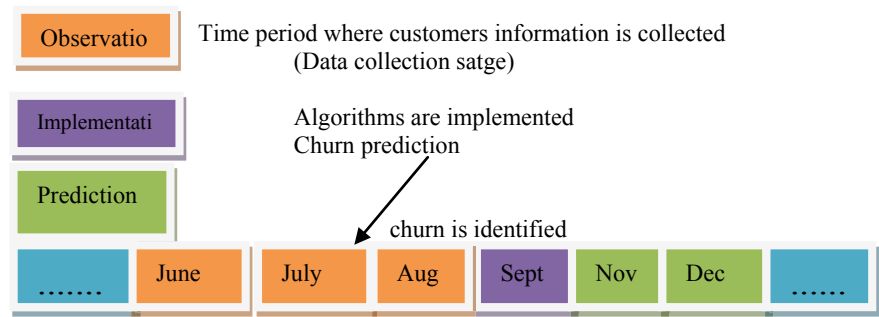 Observatio
Time period where customers information is collected
(Data collection satge)
Implementati
Algorithms are implemented
Churn prediction
Prediction
churn is identified
....... June July Aug Sept Nov Dec ......